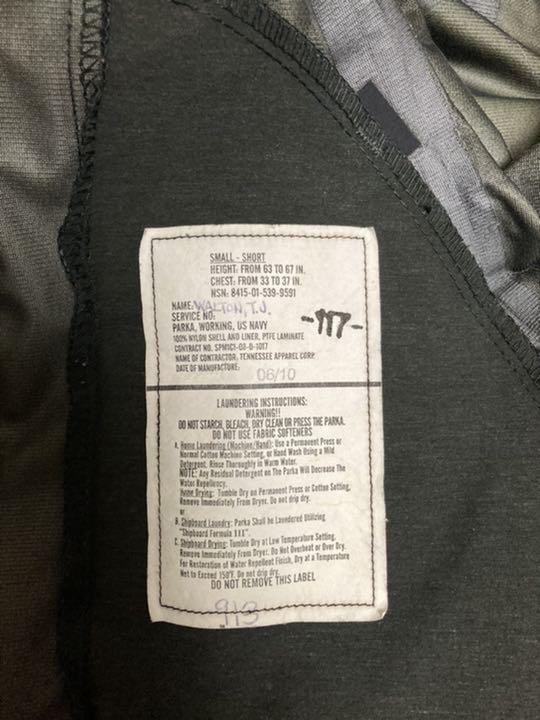 SMALL - SHORT
HEIGHT: FROM 63 TO 67 IN.
CHEST: FROM 33 TO 37 IN.
NSN: 8415-01-539-9591
NAME: WALTON, T.J.
SERVICE NO:
-117-
PARKA, WORKING, US NAVY
100% NYLON SHELL AND LINER, PTFE LAMINATE
CONTRACT NO. SPM1C1-08-D-1017
NAME OF CONTRACTOR. TENNESSEE APPAREL CORP.
DATE OF MANUFACTURE:
06/10
LAUNDERING INSTRUCTIONS:
WARNING!!
DO NOT STARCH, BLEACH, DRY CLEAN OR PRESS THE PARKA.
DO NOT USE FABRIC SOFTENERS
A. Home Laundering (Machine/Hand): Use a Permanent Press or
Normal Cotton Machine Setting, or Hand Wash Using a Mild
Detergent. Rinse Thoroughly in Warm Water.
NOTE: Any Residual Detergent on The Parka Will Decrease The
Water Repellency.
Home Drying: Tumble Dry on Permanent Press or Cotton Setting,
Remove Immediately From Dryer. Do not drip dry.
or
B. Shipboard Laundry: Parka Shall be Laundered Utilizing
"Shipboard Formula III".
C. Shipboard Drying: Tumble Dry at Low Temperature Setting,
Remove Immediately From Dryer. Do Not Overheat or Over Dry.
For Restoration of Water Repellent Finish, Dry at a Temperature
Not to Exceed 150°F. Do not drip dry.
DO NOT REMOVE THIS LABEL
913